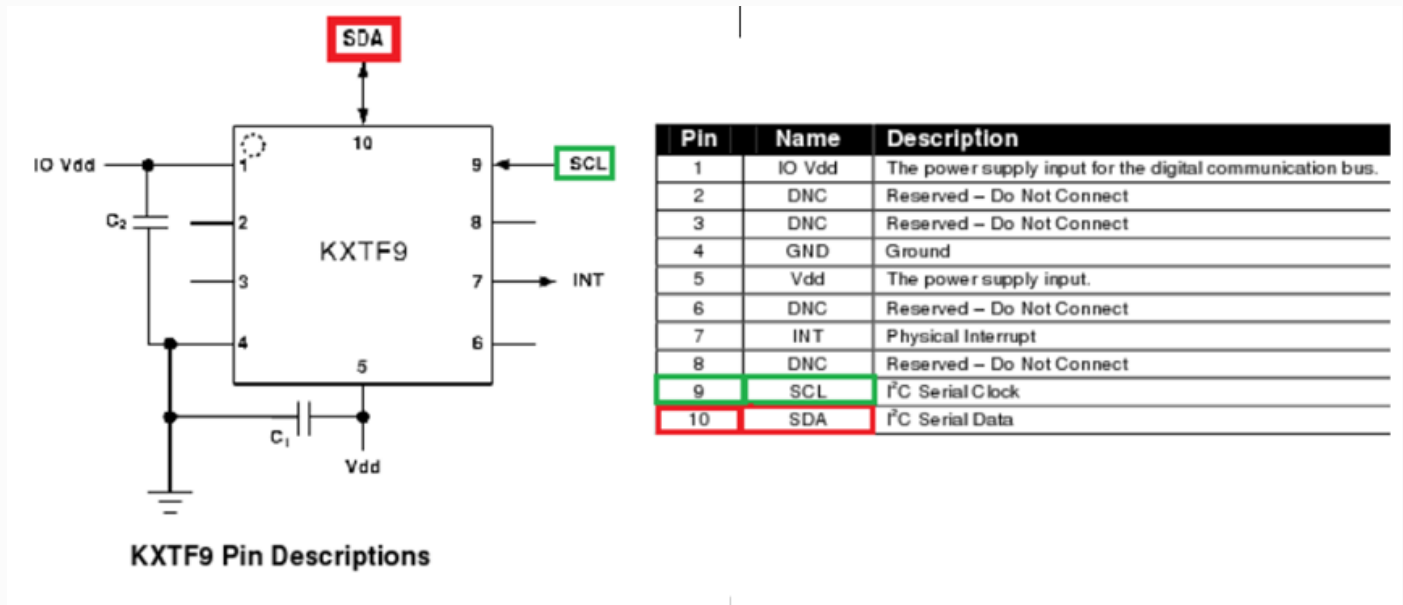 SDA
10
IO Vdd
1
9
SCL
C₂
2
8
KXTF9
3
7
INT
4
6
5
C₁
Vdd
KXTF9 Pin Descriptions
Pin Name Description
1 IO Vdd The power supply input for the digital communication bus.
2 DNC Reserved – Do Not Connect
3 DNC Reserved – Do Not Connect
4 GND Ground
5 Vdd The power supply input.
6 DNC Reserved – Do Not Connect
7 INT Physical Interrupt
8 DNC Reserved – Do Not Connect
9 SCL I²C Serial Clock
10 SDA I²C Serial Data